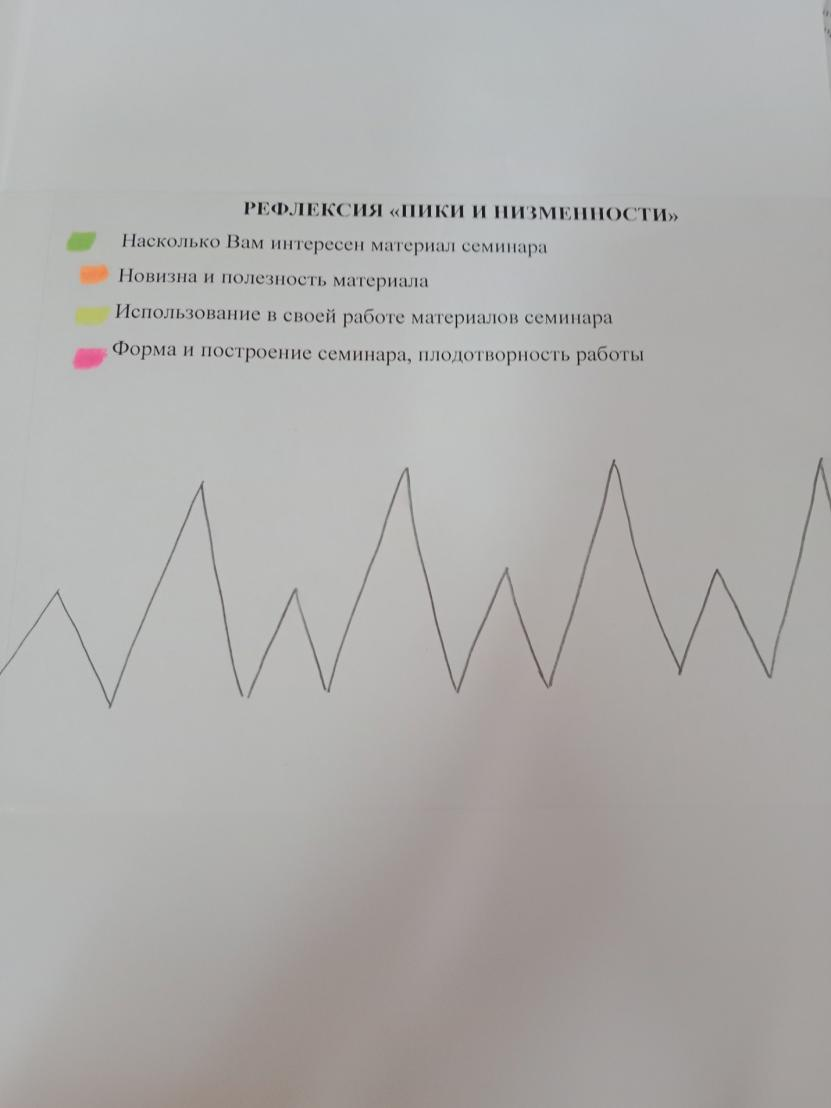 РЕФЛЕКСИЯ «ПИКИ И НИЗМЕННОСТИ»
Насколько Вам интересен материал семинара
Новизна и полезность материала
Использование в своей работе материалов семинара
Форма и построение семинара, плодотворность работы